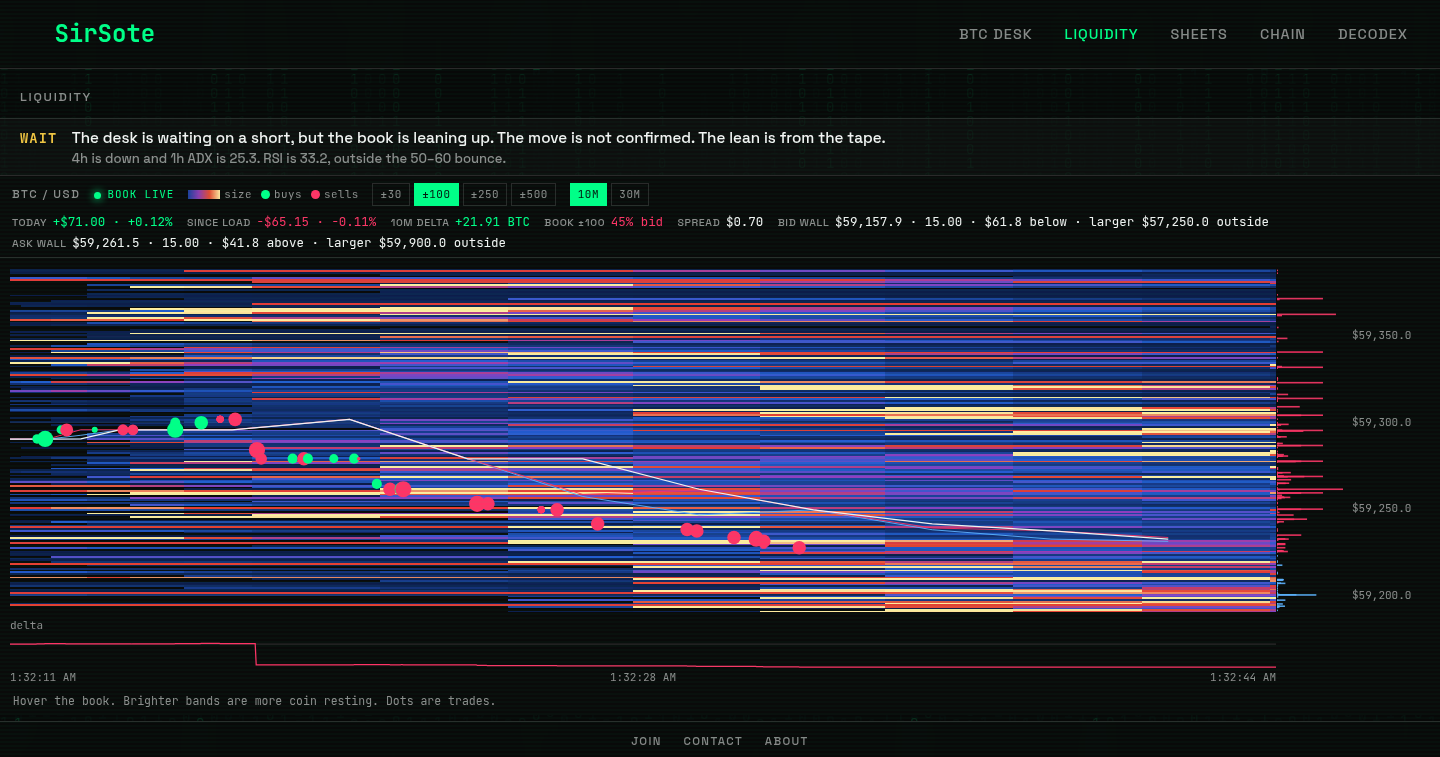 SirSote
BTC DESK LIQUIDITY SHEETS CHAIN DECODEX
LIQUIDITY
WAIT The desk is waiting on a short, but the book is leaning up. The move is not confirmed. The lean is from the tape.
4h is down and 1h ADX is 25.3. RSI is 33.2, outside the 50–60 bounce.
BTC / USD BOOK LIVE size buys sells ±30 ±100 ±250 ±500 10M 30M
TODAY +$71.00 · +0.12% SINCE LOAD -$65.15 · -0.11% 10M DELTA +21.91 BTC BOOK ±100 45% bid SPREAD $0.70 BID WALL $59,157.9 · 15.00 · $61.8 below · larger $57,250.0 outside
ASK WALL $59,261.5 · 15.00 · $41.8 above · larger $59,900.0 outside
$59,350.0
$59,300.0
$59,250.0
$59,200.0
delta
1:32:11 AM 1:32:28 AM 1:32:44 AM
Hover the book. Brighter bands are more coin resting. Dots are trades.
JOIN CONTACT ABOUT